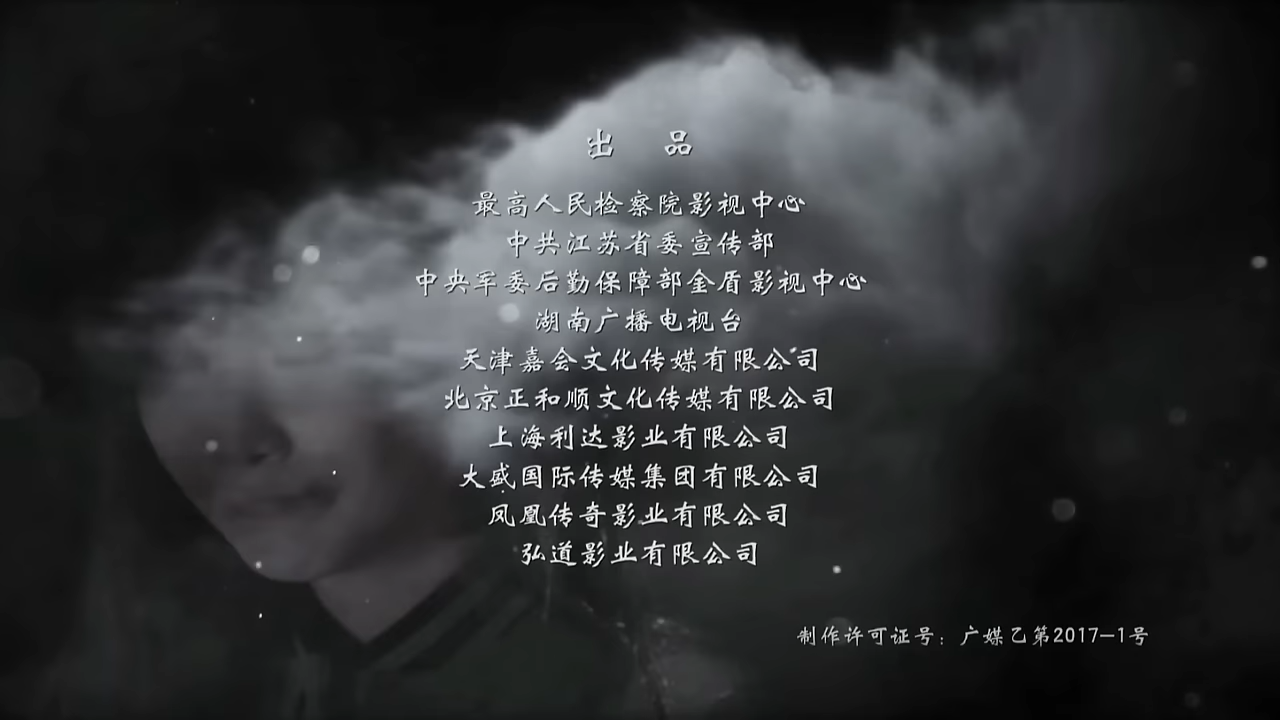 出 品
最高人民检察院影视中心
中共江苏省委宣传部
中央军委后勤保障部金盾影视中心
湖南广播电视台
天津嘉会文化传媒有限公司
北京正和顺文化传媒有限公司
上海利达影业有限公司
大盛国际传媒集团有限公司
凤凰传奇影业有限公司
弘道影业有限公司
制作许可证号：广媒乙第2017-1号